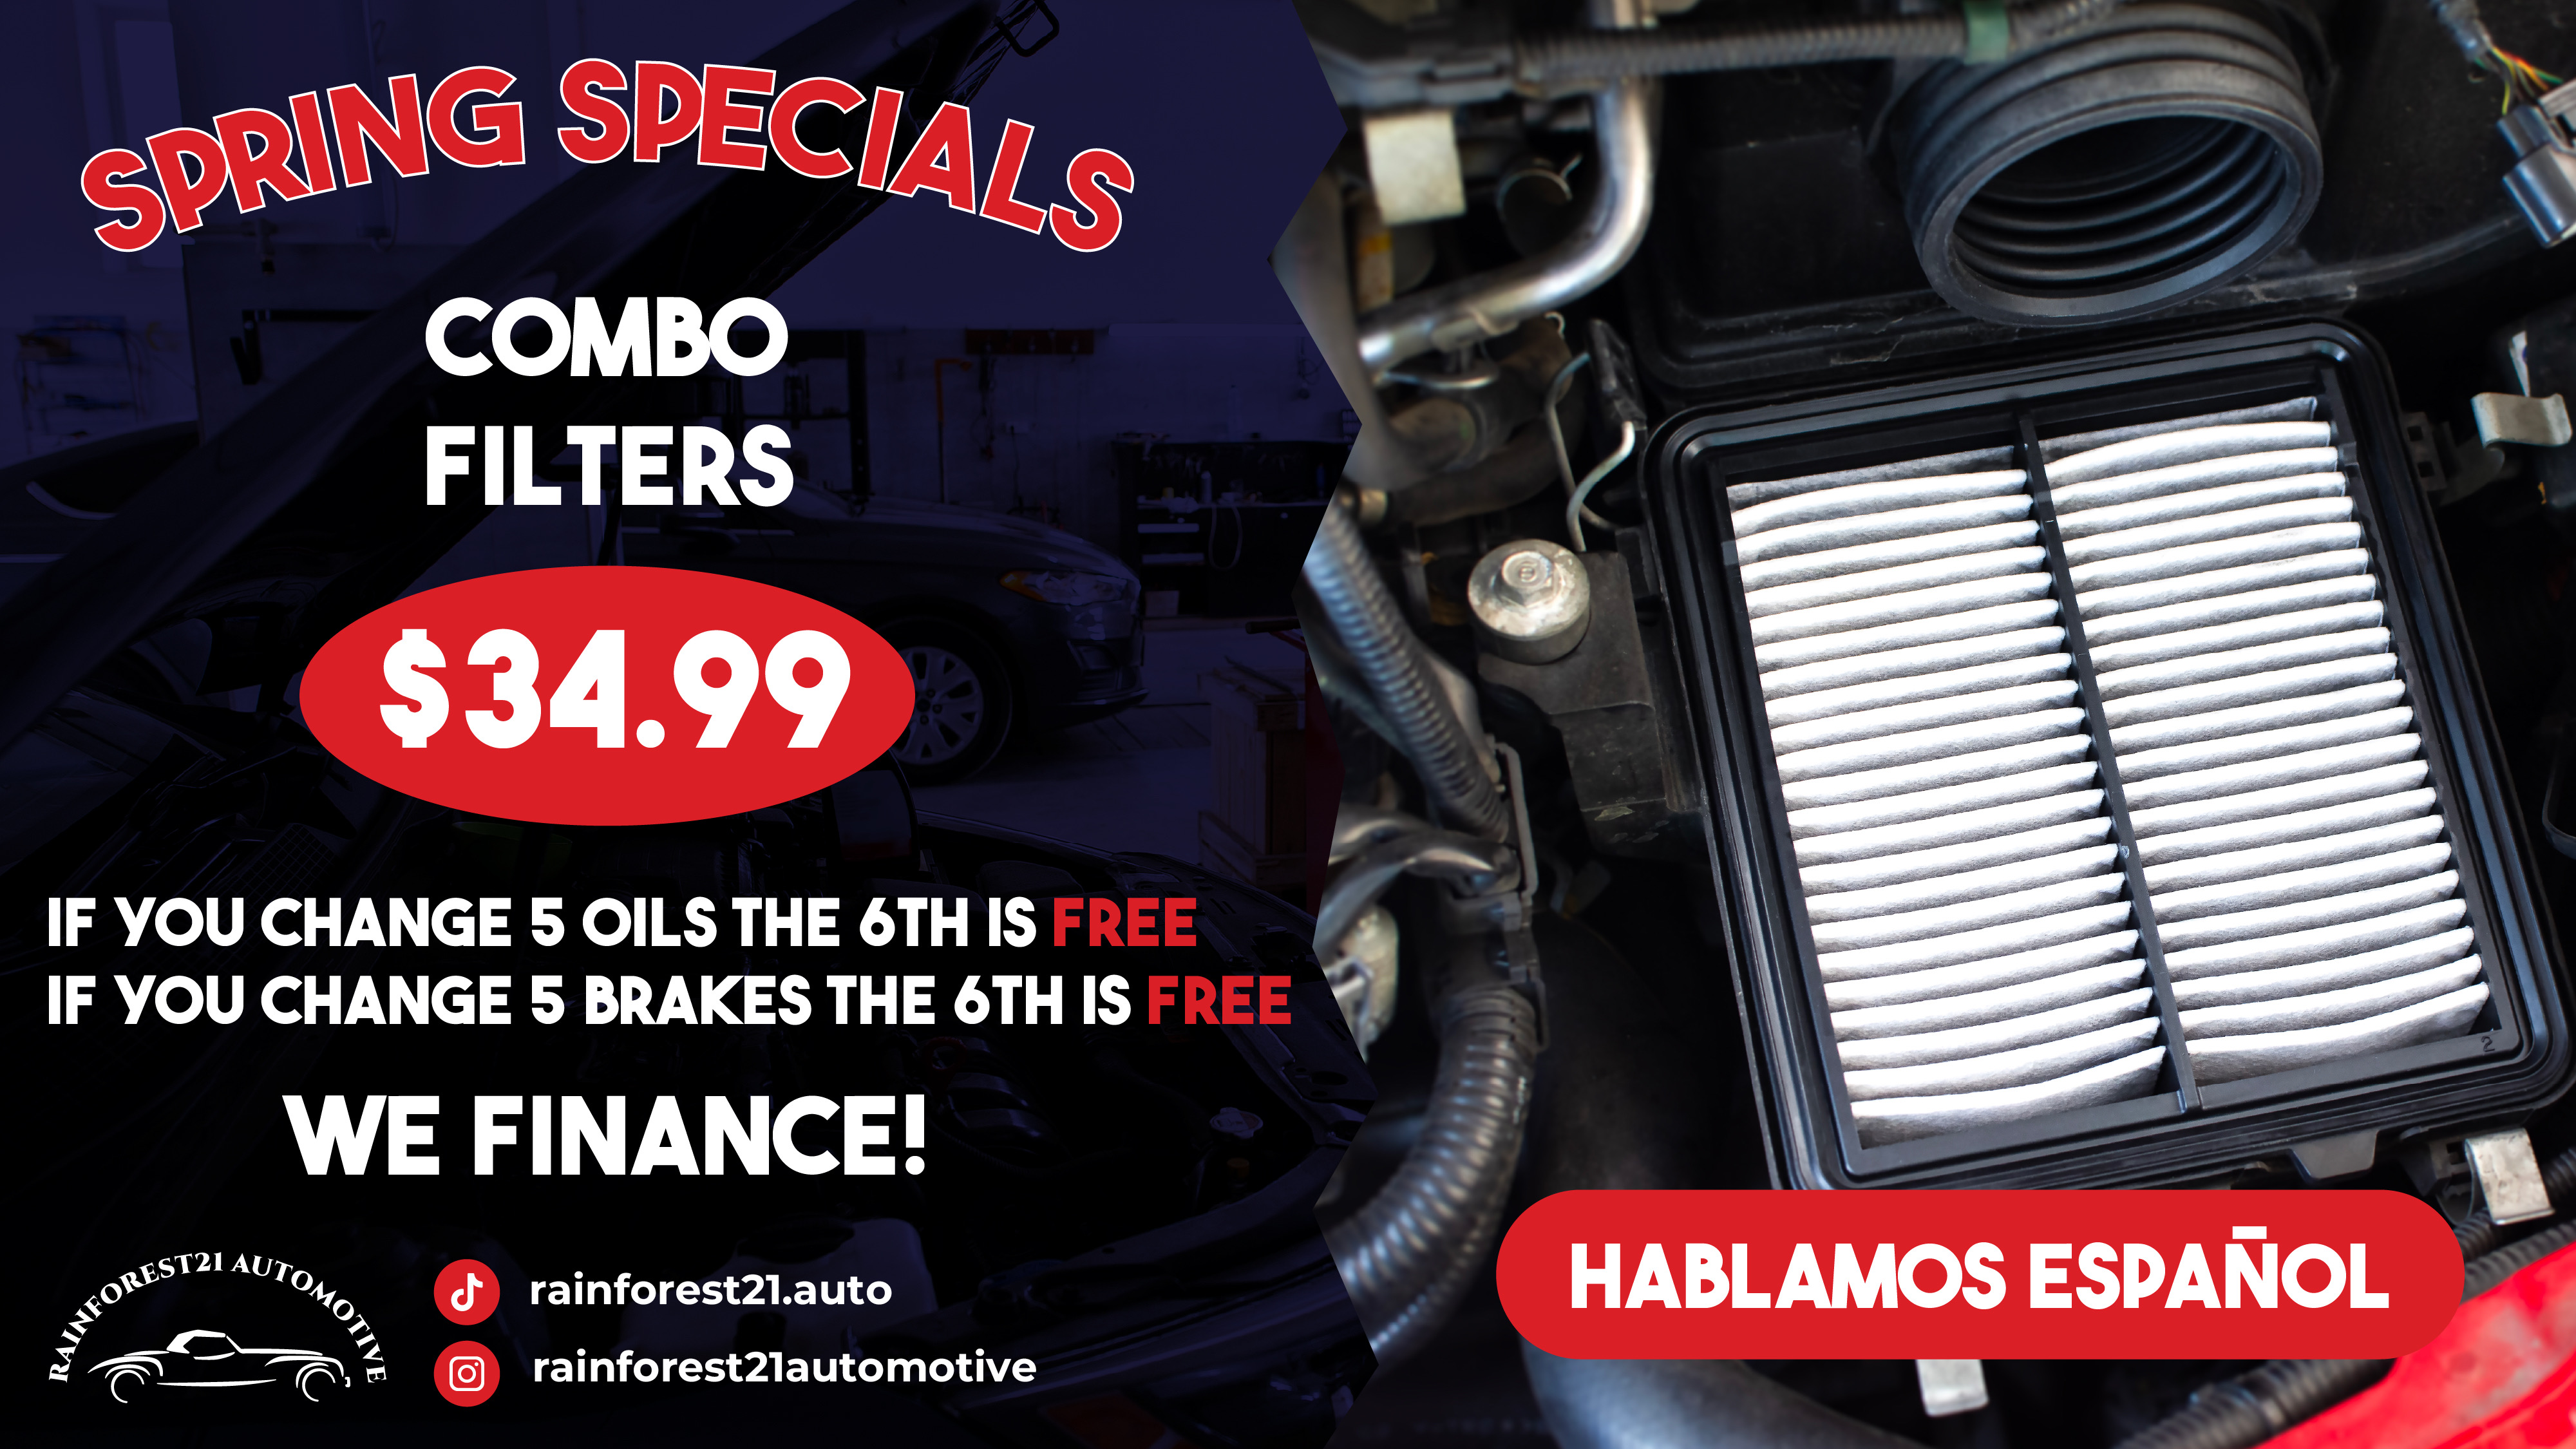 SPRING SPECIALS
COMBO
FILTERS
$34.99
IF YOU CHANGE 5 OILS THE 6TH IS FREE
IF YOU CHANGE 5 BRAKES THE 6TH IS FREE
WE FINANCE!
RAINFOREST21 AUTOMOTIVE
rainforest21.auto
rainforest21automotive
HABLAMOS ESPAÑOL
2